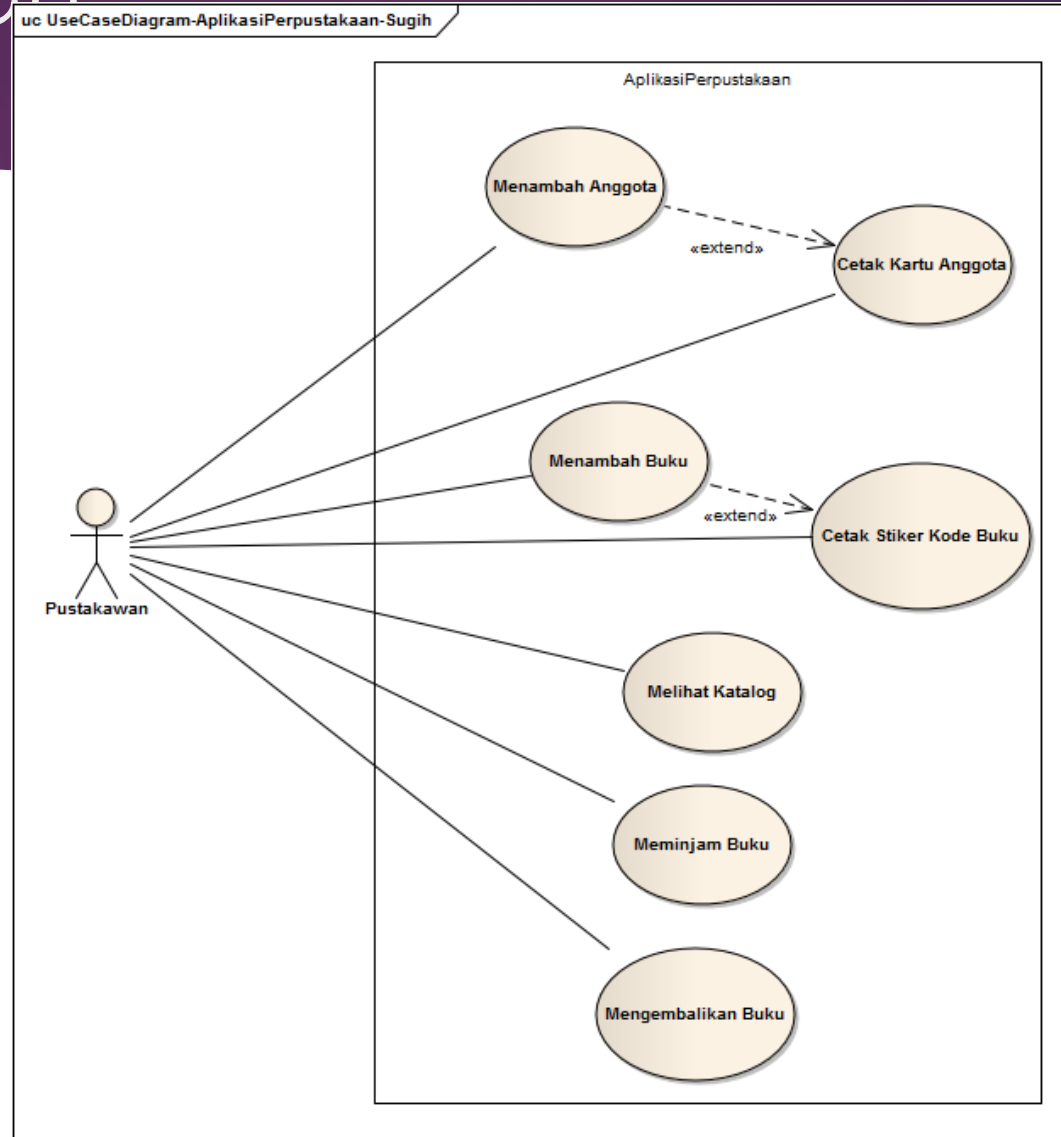 uc UseCaseDiagram-AplikasiPerpustakaan-Sugih
AplikasiPerpustakaan
Menambah Anggota
«extend»
Cetak Kartu Anggota
Menambah Buku
«extend»
Cetak Stiker Kode Buku
Pustakawan
Melihat Katalog
Meminjam Buku
Mengembalikan Buku